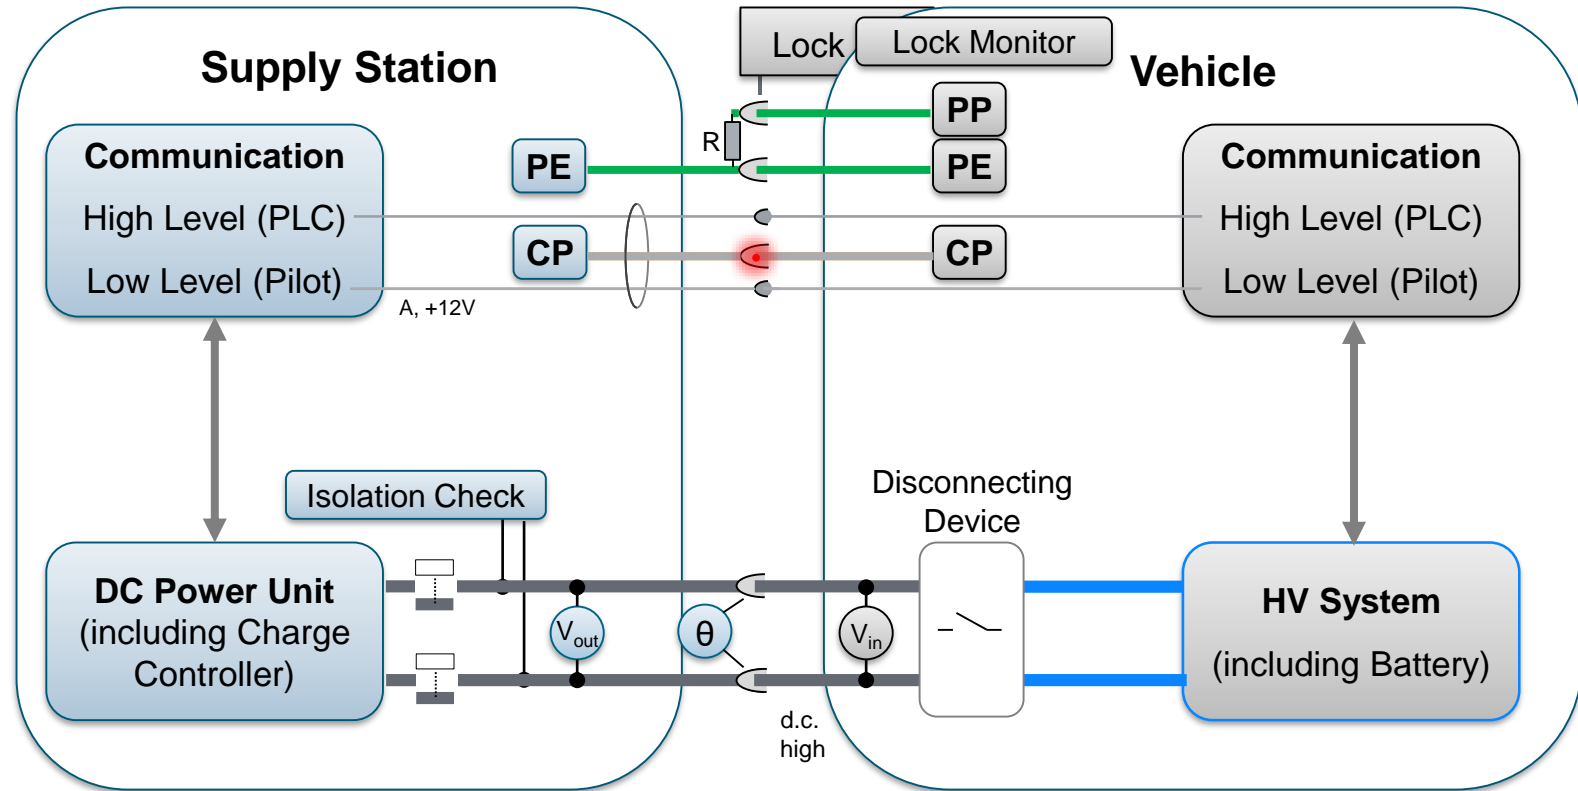 Lock
Lock Monitor
Supply Station
Vehicle
Communication
High Level (PLC)
Low Level (Pilot)
PE
CP
A, +12V
R
PP
PE
CP
Communication
High Level (PLC)
Low Level (Pilot)
Isolation Check
Disconnecting
Device
DC Power Unit
(including Charge
Controller)
Vout
θ
Vin
d.c.
high
HV System
(including Battery)